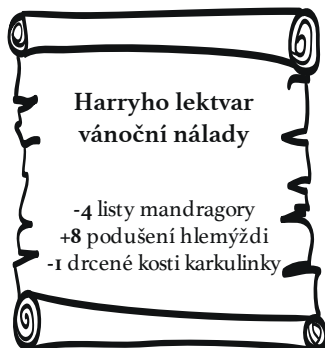 Harryho lektvar
vánoční nálady
-4 listy mandragory
+8 podušení hlemýždi
-1 drcené kosti karkulinky